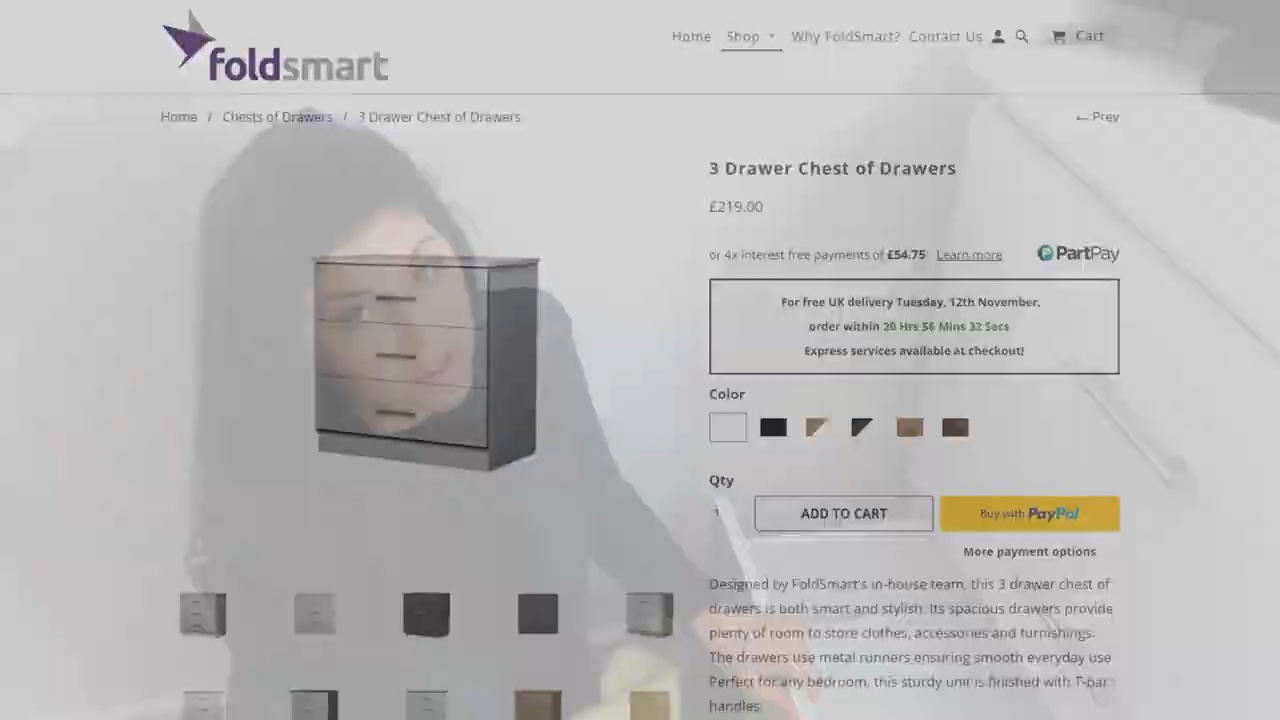 foldsmart
Home Shop Why FoldSmart? Contact Us Cart
Home / Chests of Drawers / 3 Drawer Chest of Drawers
← Prev
3 Drawer Chest of Drawers
£219.00
or 4x interest free payments of £54.75 Learn more PartPay
For free UK delivery Tuesday, 12th November,
order within 20 Hrs 56 Mins 32 Secs
Express services available at checkout!
Color
Qty
1 ADD TO CART Buy with PayPal
More payment options
Designed by FoldSmart's in-house team, this 3 drawer chest of
drawers is both smart and stylish. Its spacious drawers provide
plenty of room to store clothes, accessories and furnishings.
The drawers use metal runners ensuring smooth everyday use.
Perfect for any bedroom, this sturdy unit is finished with T-bar
handles.